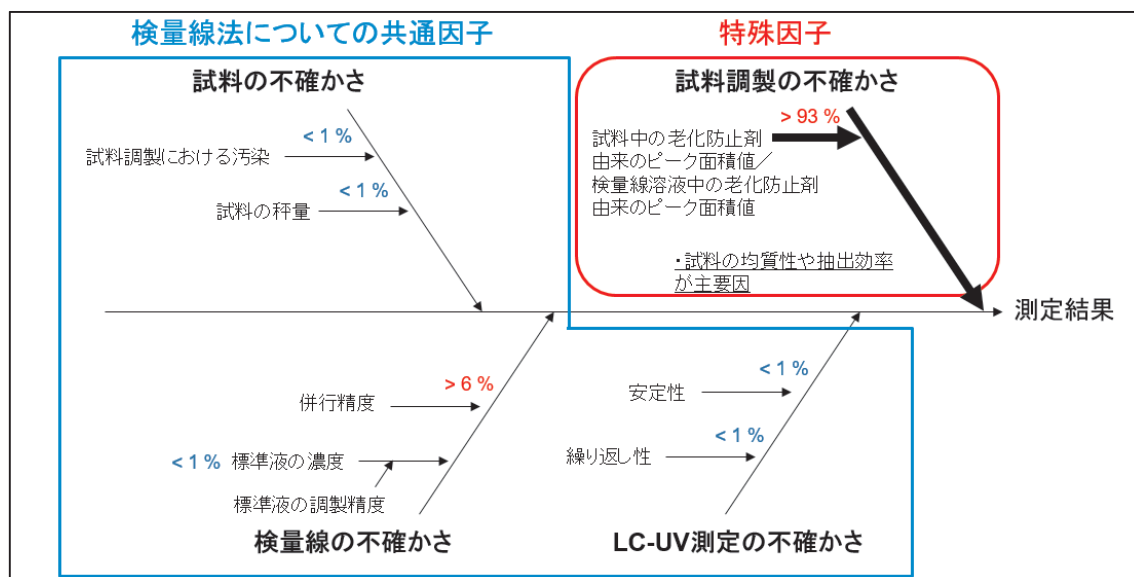 検量線法についての共通因子
特殊因子
試料の不確かさ
< 1 %
試料調製における汚染
< 1 %
試料の秤量
試料調製の不確かさ
> 93 %
試料中の老化防止剤
由来のピーク面積値／
検量線溶液中の老化防止剤
由来のピーク面積値
・試料の均質性や抽出効率
が主要因
測定結果
> 6 %
併行精度
< 1 % 標準液の濃度
標準液の調製精度
検量線の不確かさ
< 1 %
安定性
< 1 %
繰り返し性
LC-UV測定の不確かさ